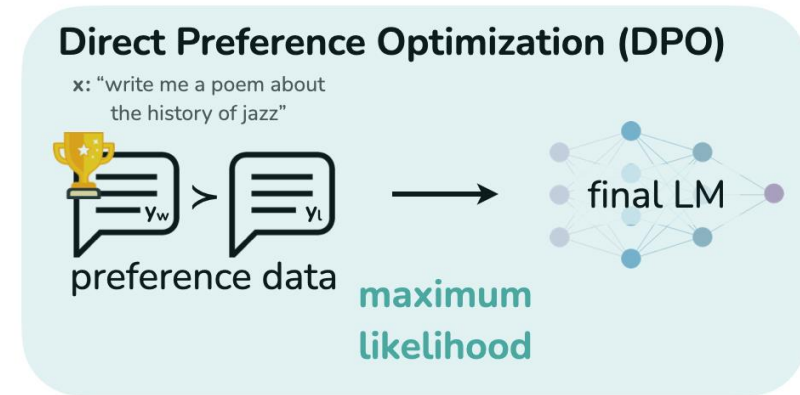 Direct Preference Optimization (DPO)
x: “write me a poem about
the history of jazz”
yw ≻ yl
final LM
preference data
maximum
likelihood